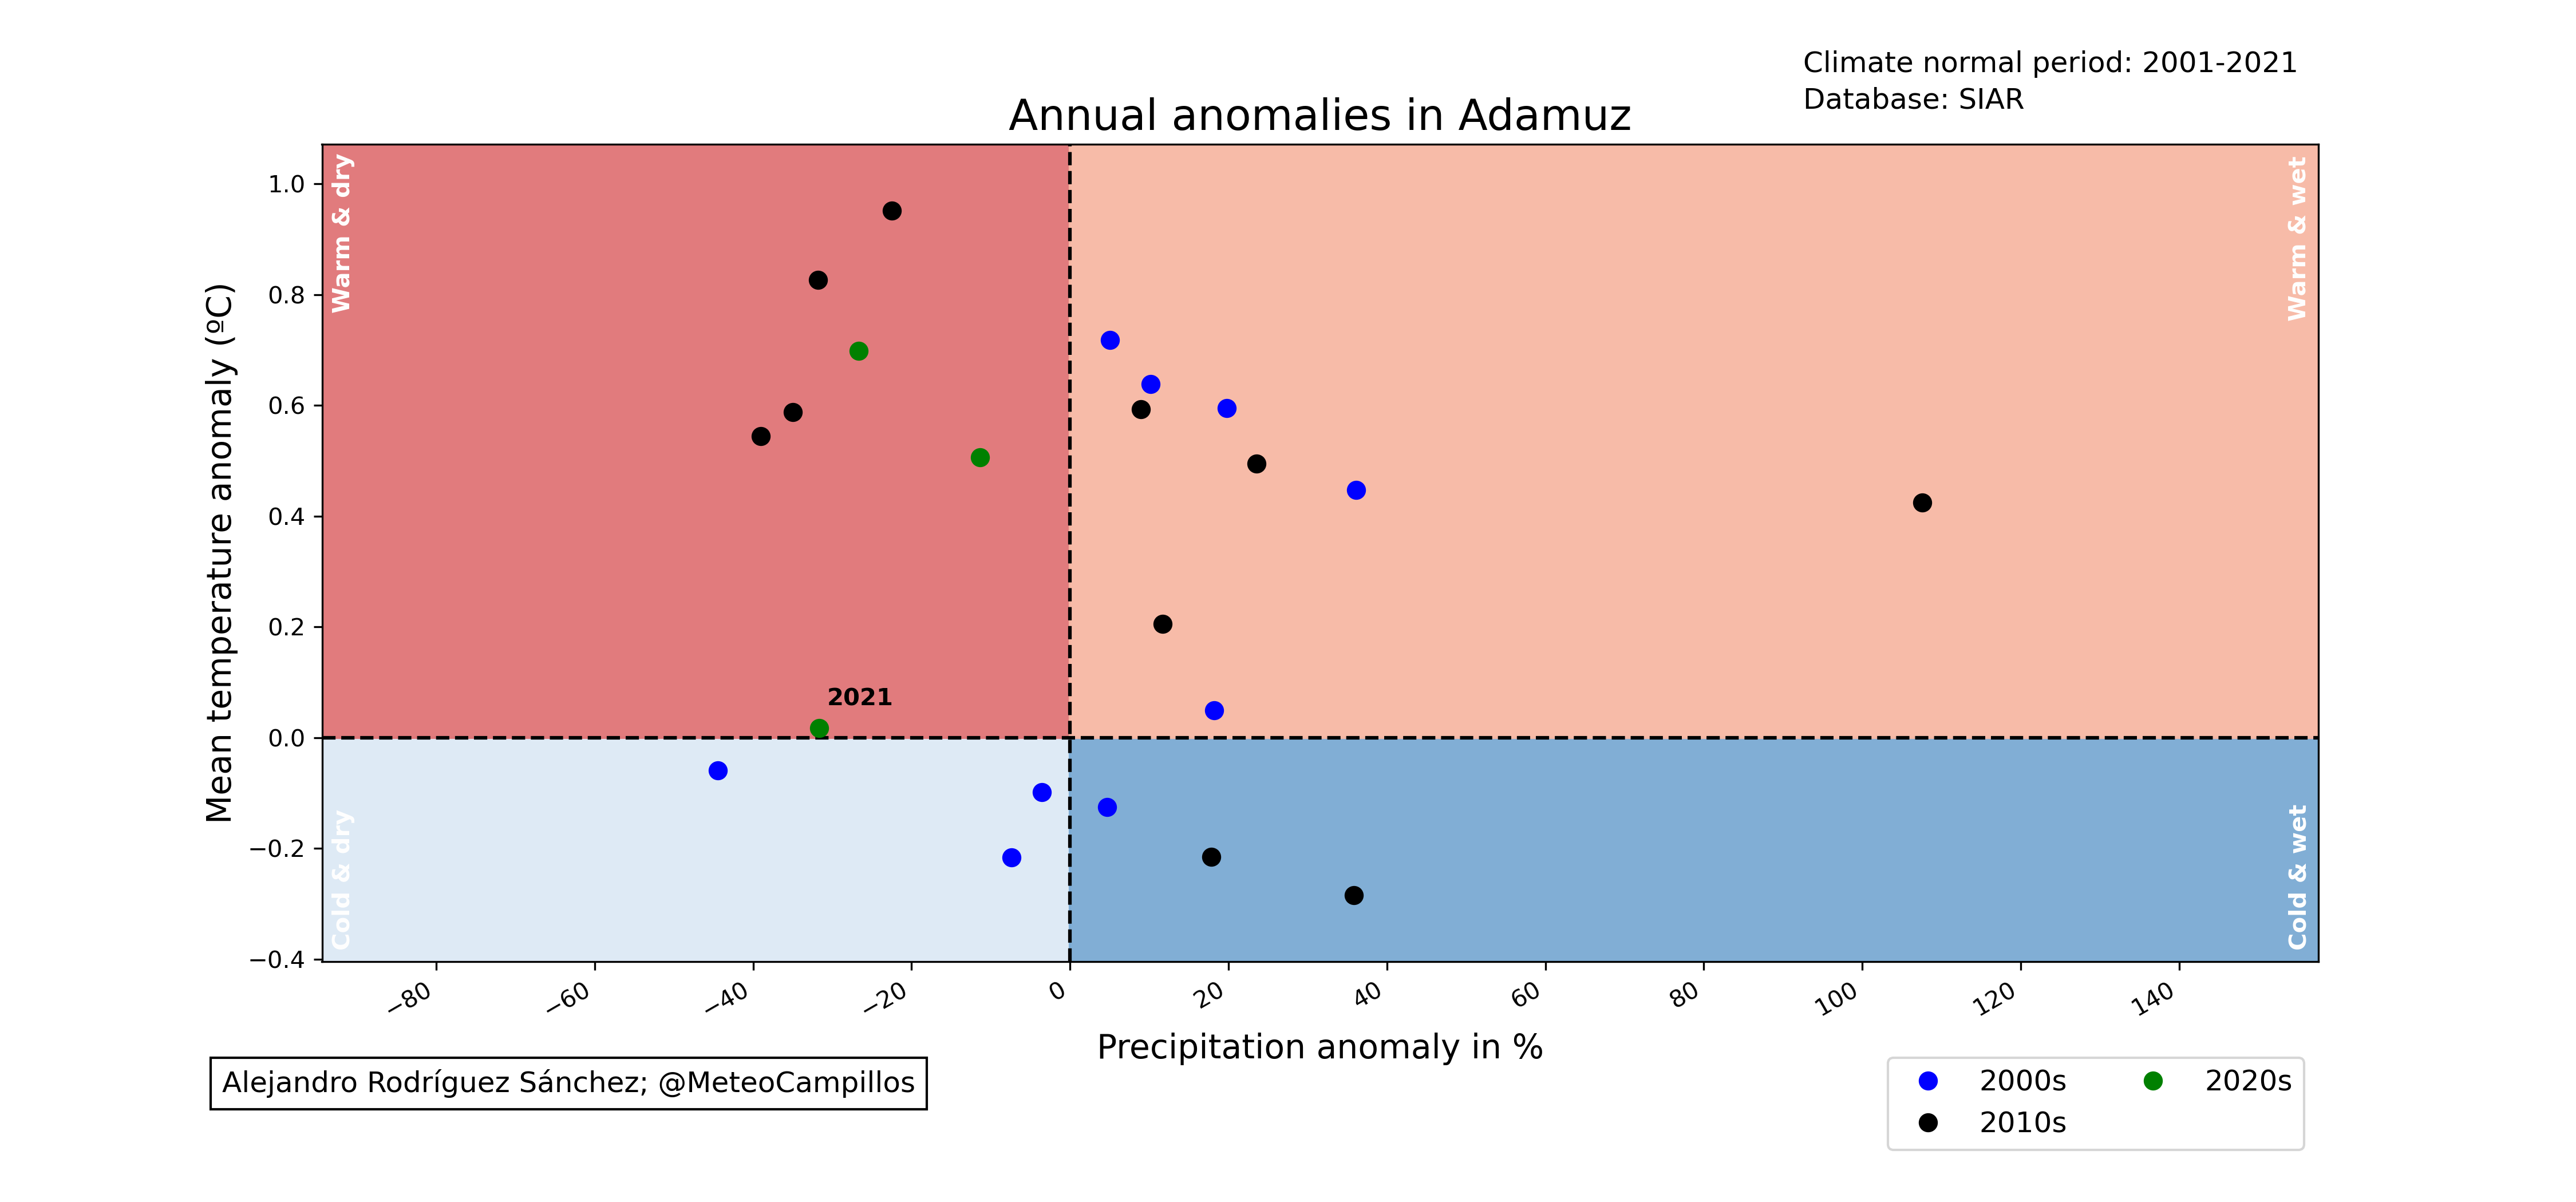 Climate normal period: 2001-2021
Database: SIAR
Annual anomalies in Adamuz
Warm & dry
Warm & wet
Mean temperature anomaly (ºC)
1.0
0.8
0.6
0.4
0.2
0.0
−0.2
−0.4
2021
Cold & dry
Cold & wet
−80
−60
−40
−20
0
20
40
60
80
100
120
140
Precipitation anomaly in %
Alejandro Rodríguez Sánchez; @MeteoCampillos
2000s
2010s
2020s